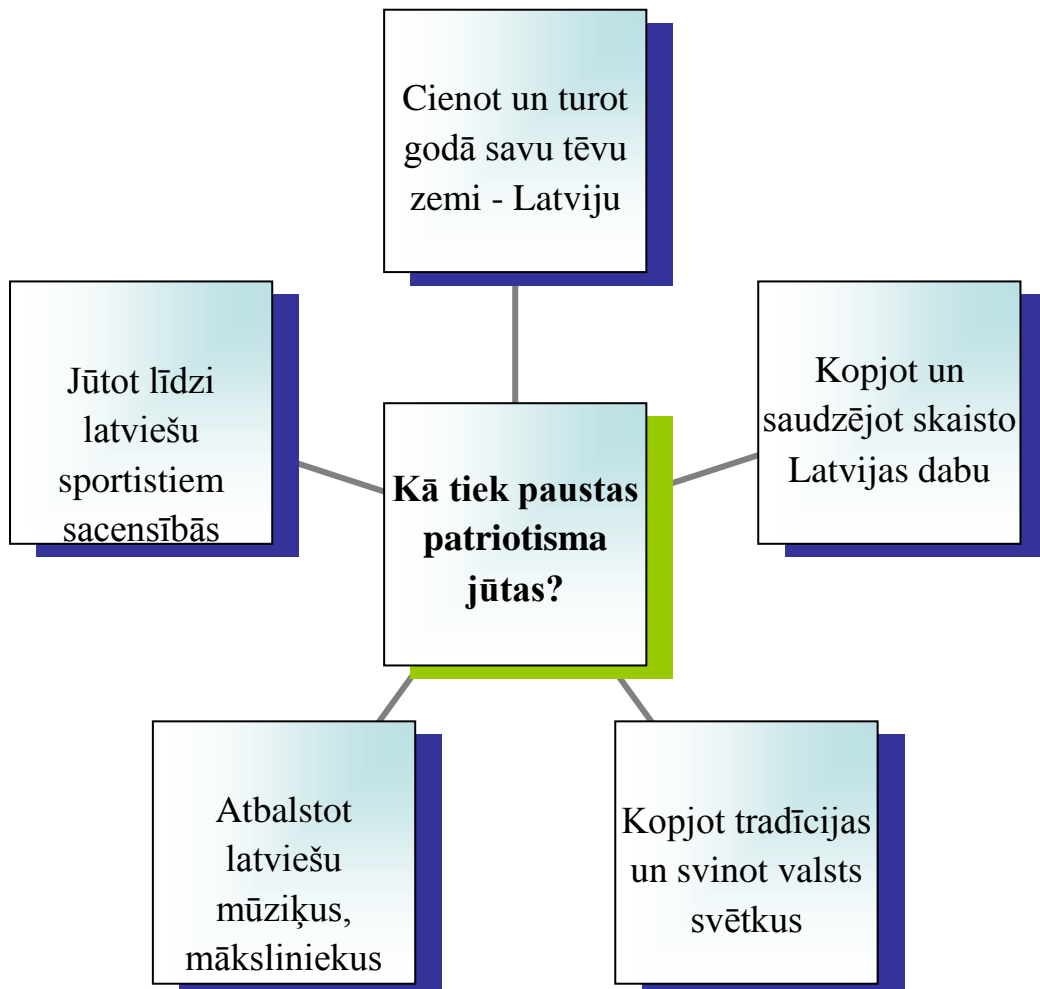 Cienot un turot
godā savu tēvu
zemi - Latviju
Jūtot līdzi
latviešu
sportistiem
sacensībās
Kopjot un
saudzējot skaisto
Latvijas dabu
Kā tiek paustas
patriotisma
jūtas?
Atbalstot
latviešu
mūziķus,
māksliniekus
Kopjot tradīcijas
un svinot valsts
svētkus